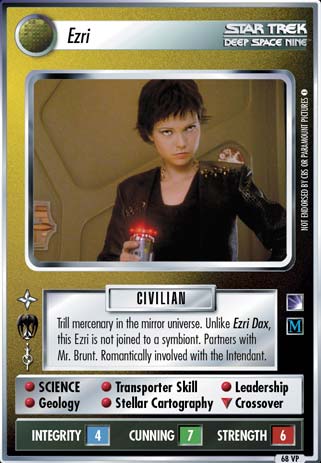 Ezri
STAR TREK
DEEP SPACE NINE
NOT ENDORSED BY CBS OR PARAMOUNT PICTURES
CIVILIAN
Trill mercenary in the mirror universe. Unlike Ezri Dax,
this Ezri is not joined to a symbiont. Partners with
Mr. Brunt. Romantically involved with the Intendant.
M
SCIENCE Transporter Skill Leadership
Geology Stellar Cartography Crossover
INTEGRITY 4 CUNNING 7 STRENGTH 6
68 VP